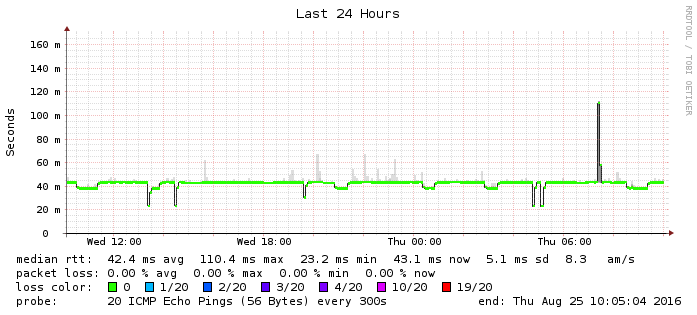 Last 24 Hours
RRDTOOL / TOBI OETIKER
Seconds
160 m
140 m
120 m
100 m
80 m
60 m
40 m
20 m
0
Wed 12:00 Wed 18:00 Thu 00:00 Thu 06:00
median rtt: 42.4 ms avg 110.4 ms max 23.2 ms min 43.1 ms now 5.1 ms sd 8.3 am/s
packet loss: 0.00 % avg 0.00 % max 0.00 % min 0.00 % now
loss color: 0 1/20 2/20 3/20 4/20 10/20 19/20
probe: 20 ICMP Echo Pings (56 Bytes) every 300s end: Thu Aug 25 10:05:04 2016